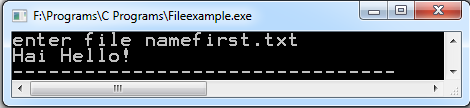 F:\Programs\C Programs\Fileexample.exe
enter file namefirst.txt
Hai Hello!
--------------------------------